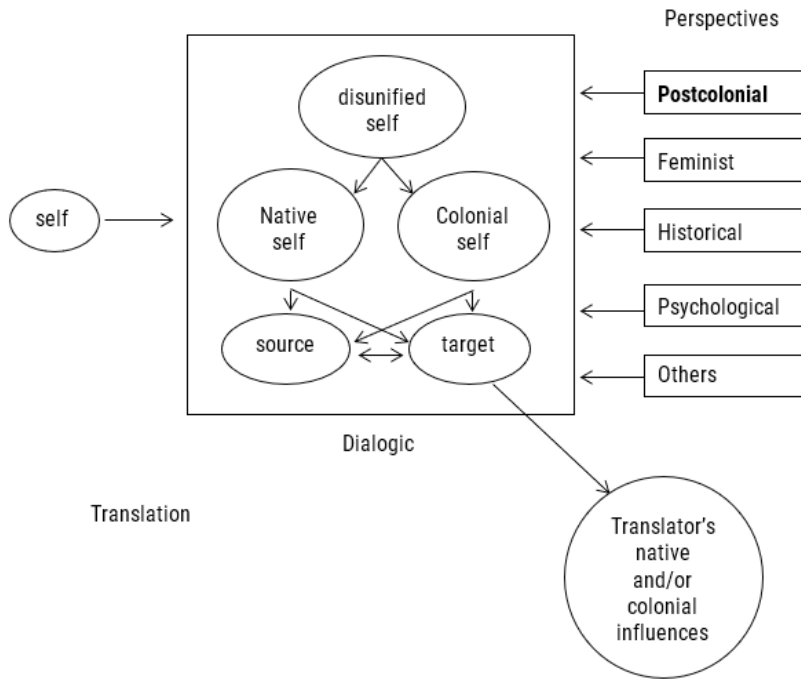 Perspectives
disunified
self
Postcolonial
Feminist
self
Native
self
Colonial
self
Historical
Psychological
source
target
Others
Dialogic
Translation
Translator's
native
and/or
colonial
influences